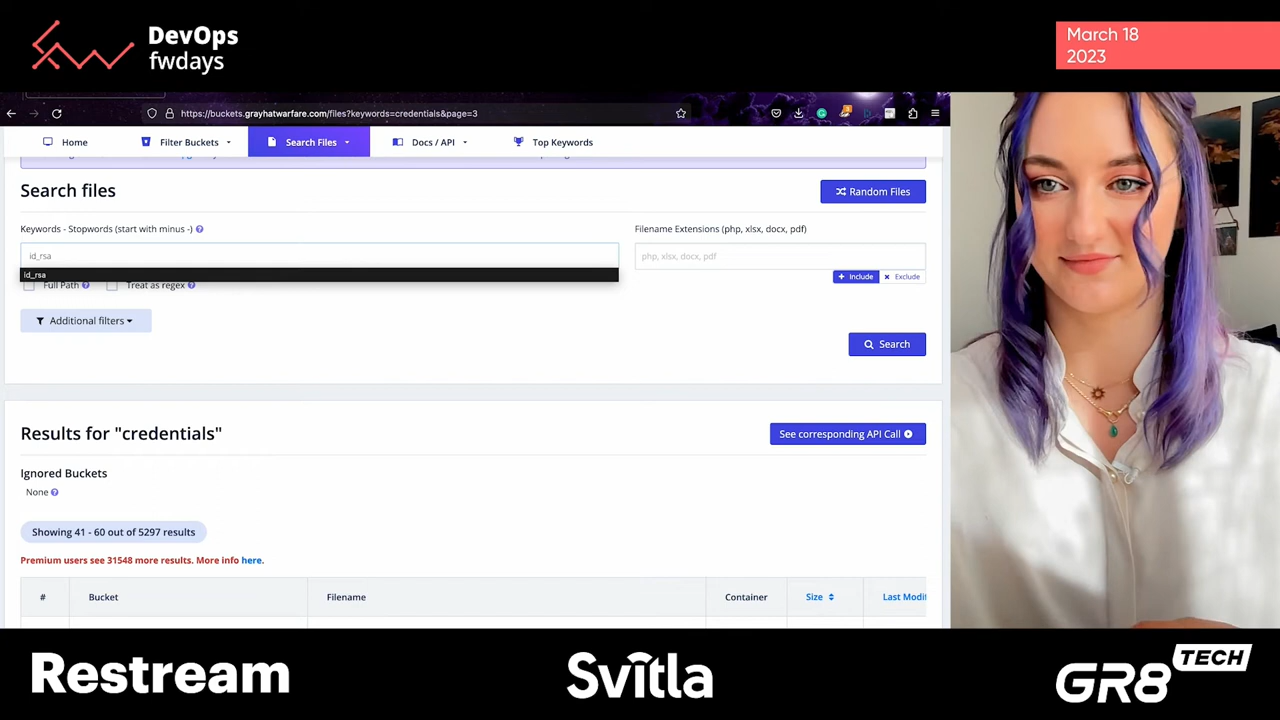 DevOps
fwdays
March 18
2023
https://buckets.grayhatwarfare.com/files?keywords=credentials&page=3
Home
Filter Buckets
Search Files
Docs / API
Top Keywords
Search files
Random Files
Keywords - Stopwords (start with minus -)
Filename Extensions (php, xlsx, docx, pdf)
id_rsa
php, xlsx, docx, pdf
id_rsa
Include
Exclude
Full Path
Treat as regex
Additional filters
Search
Results for "credentials"
See corresponding API Call
Ignored Buckets
None
Showing 41 - 60 out of 5297 results
Premium users see 31548 more results. More info here.
# Bucket Filename Container Size Last Modif
Restream
Svitla
GR8 TECH